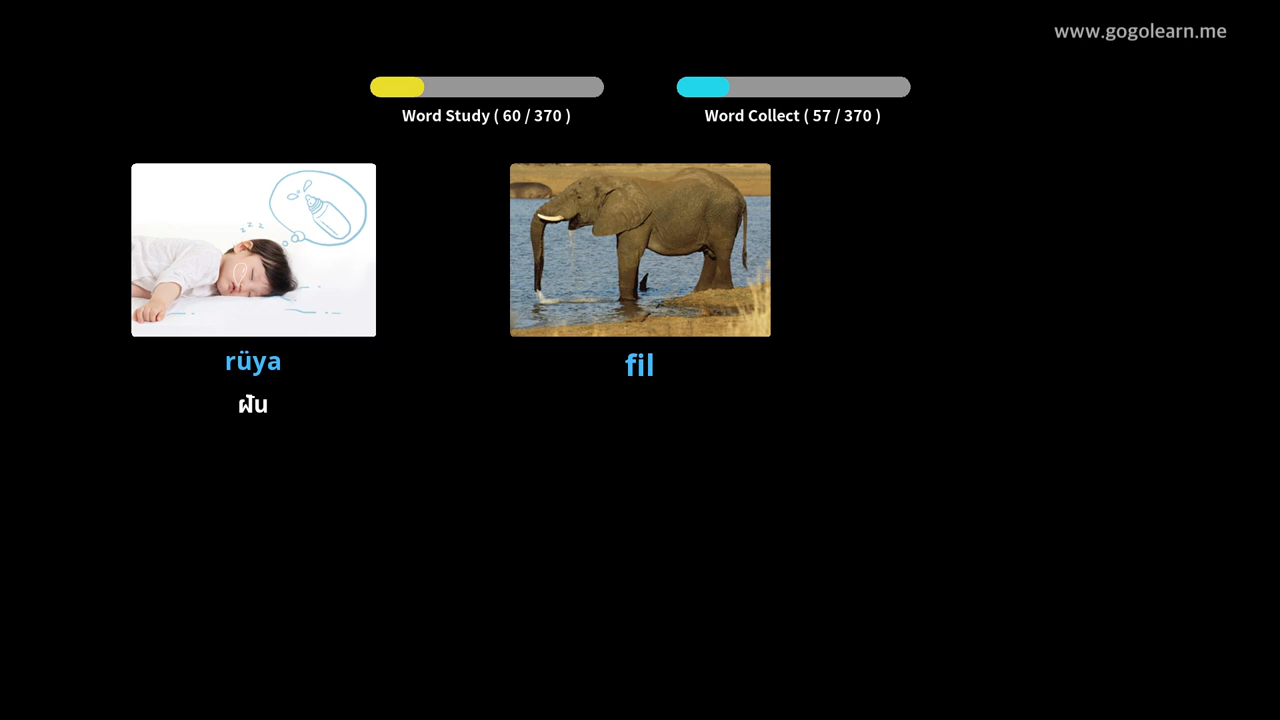 www.gogolearn.me
Word Study ( 60 / 370 )
Word Collect ( 57 / 370 )
z z z
rüya
fil
ฝัน